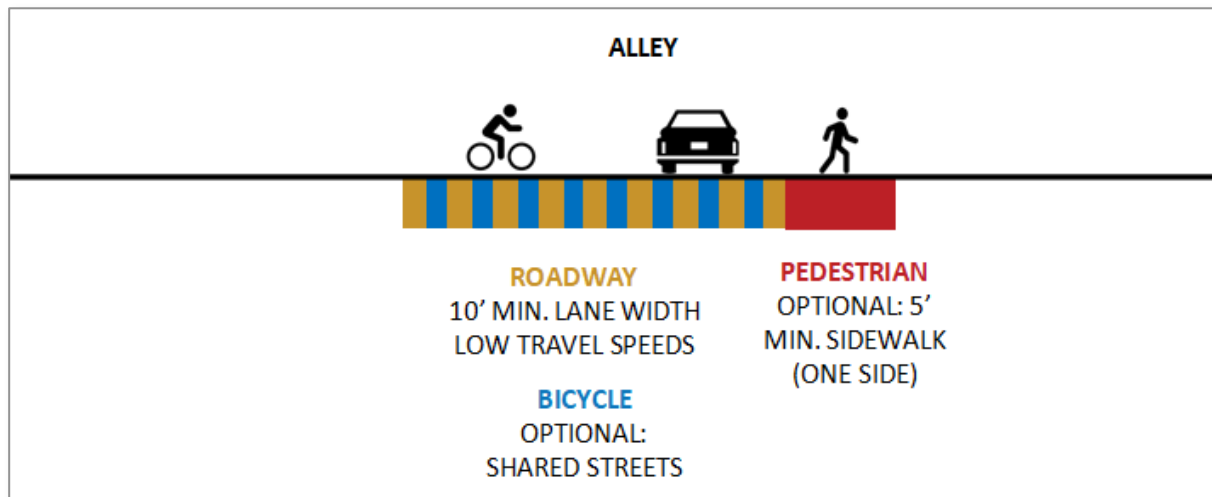 ALLEY
ROADWAY
10’ MIN. LANE WIDTH
LOW TRAVEL SPEEDS
BICYCLE
OPTIONAL:
SHARED STREETS
PEDESTRIAN
OPTIONAL: 5’
MIN. SIDEWALK
(ONE SIDE)